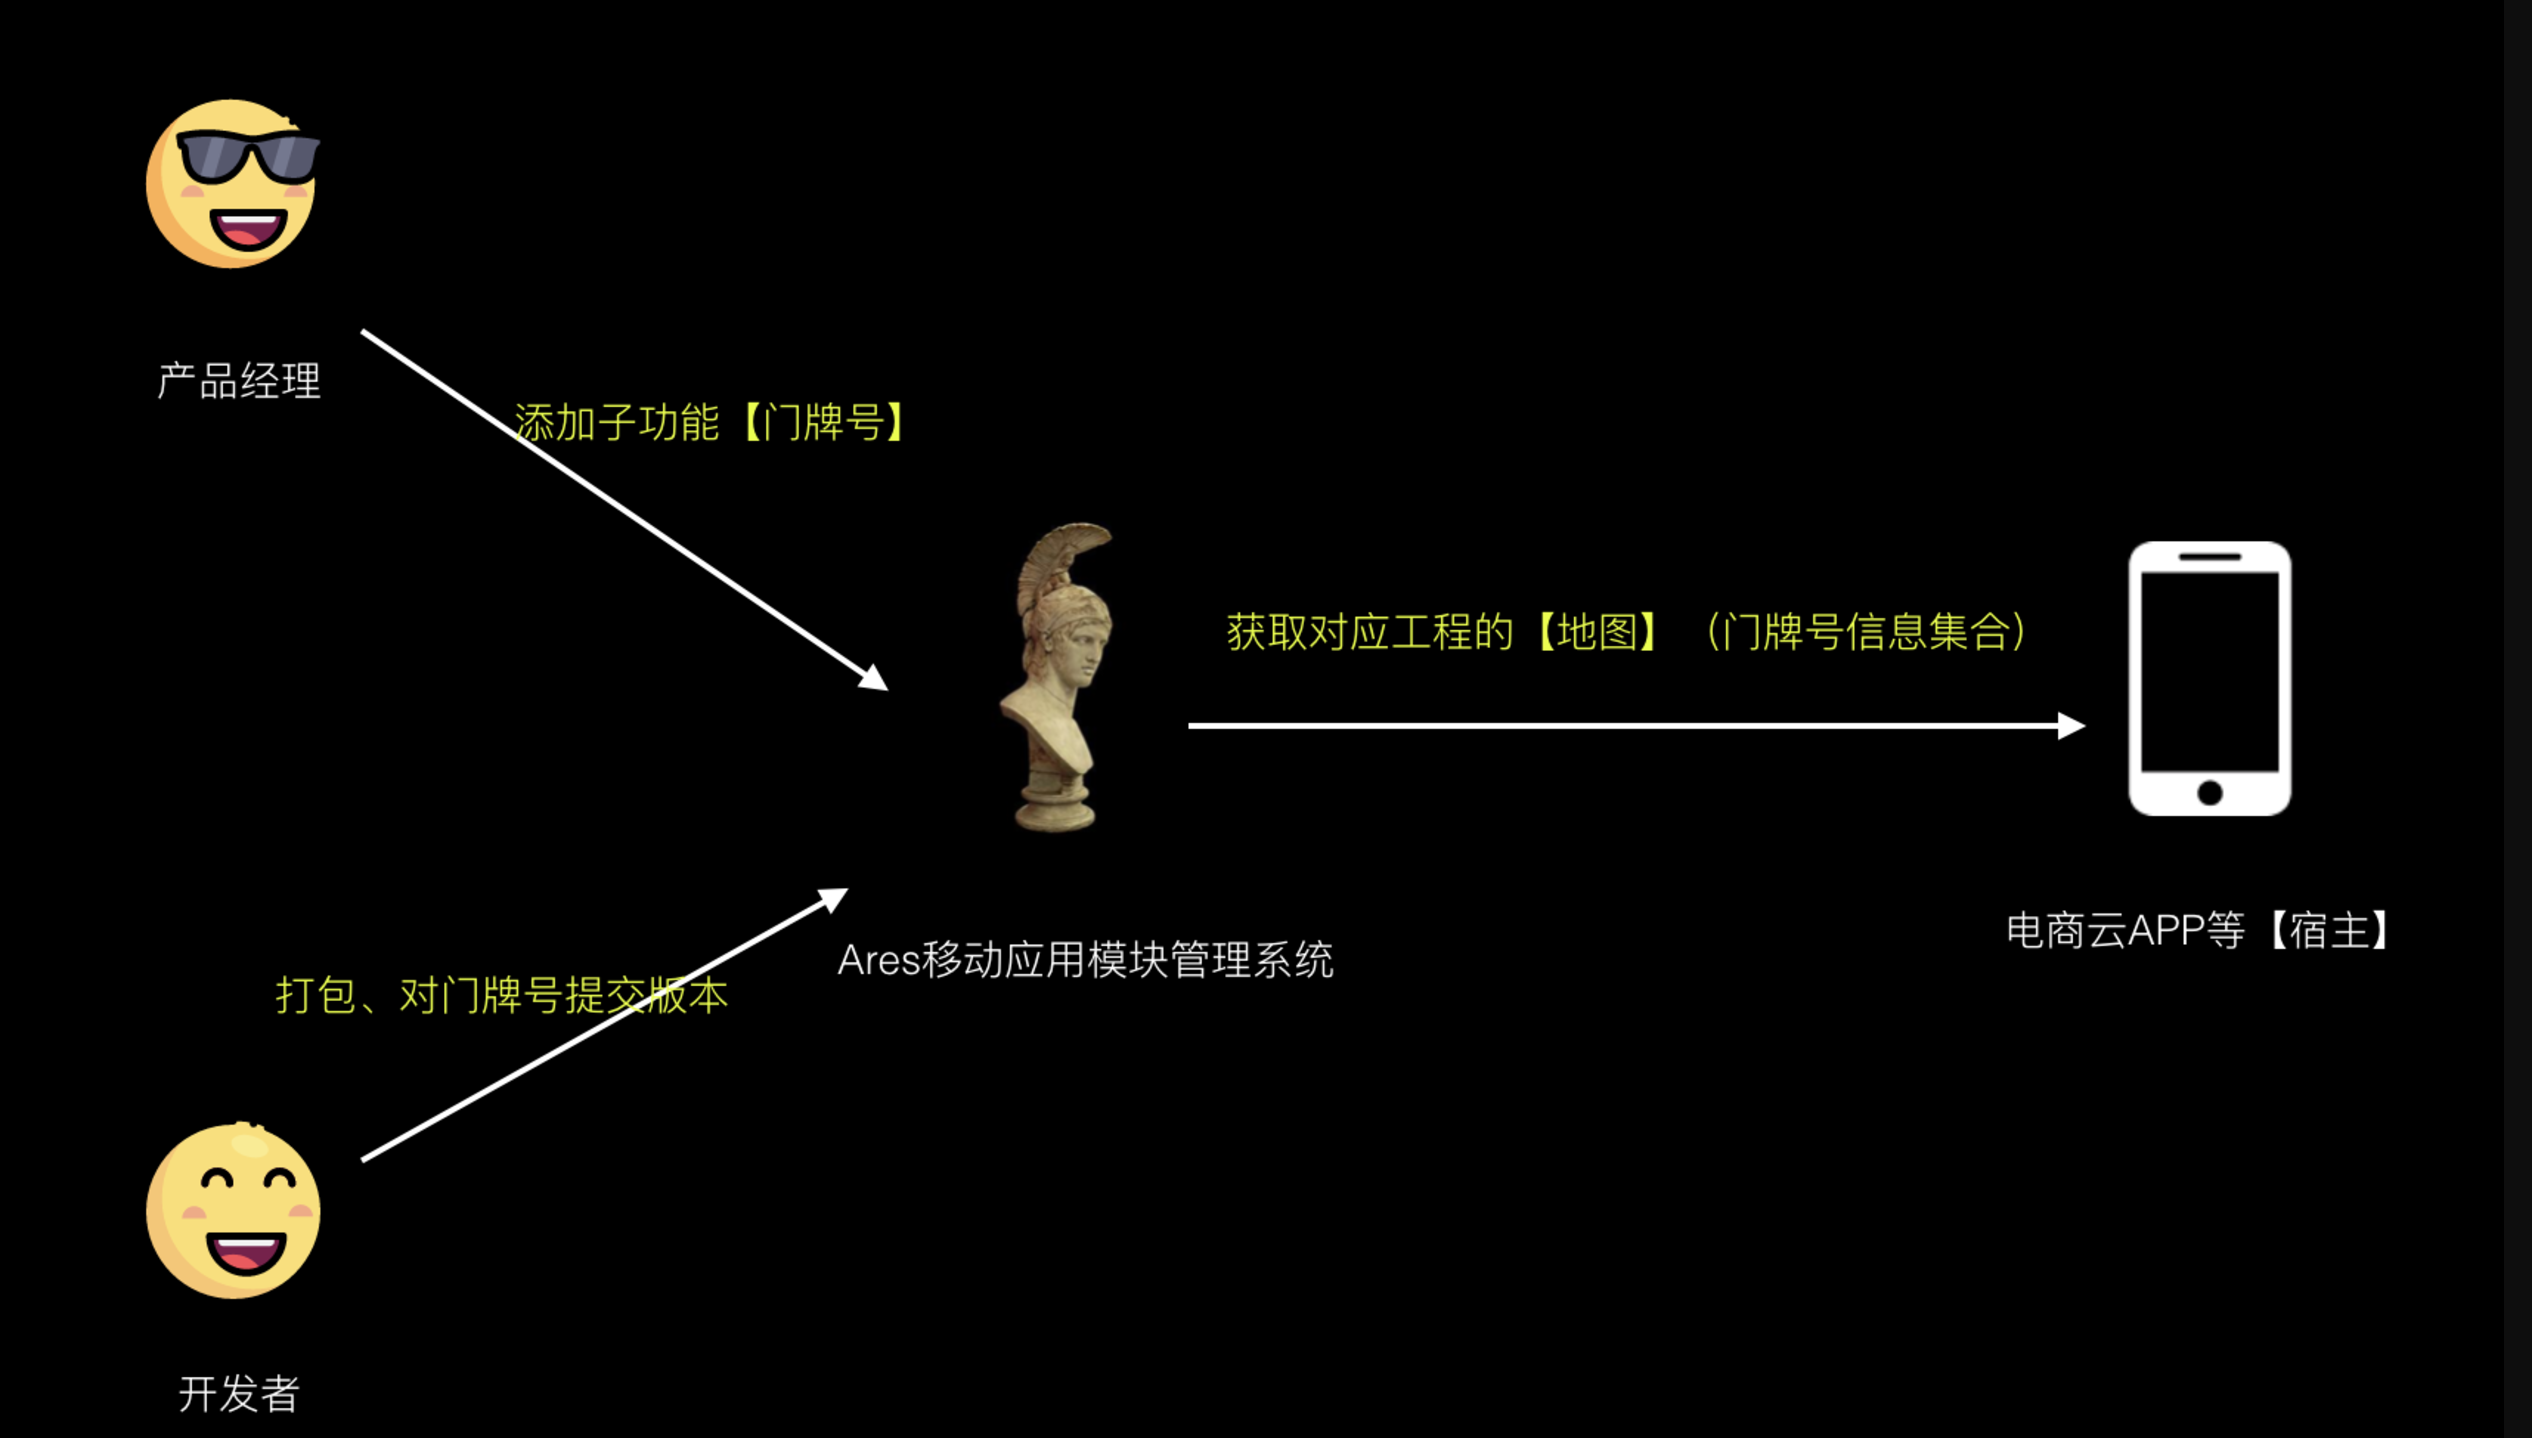 产品经理
添加子功能【门牌号】
获取对应工程的【地图】（门牌号信息集合）
电商云APP等【宿主】
Ares移动应用模块管理系统
打包、对门牌号提交版本
开发者